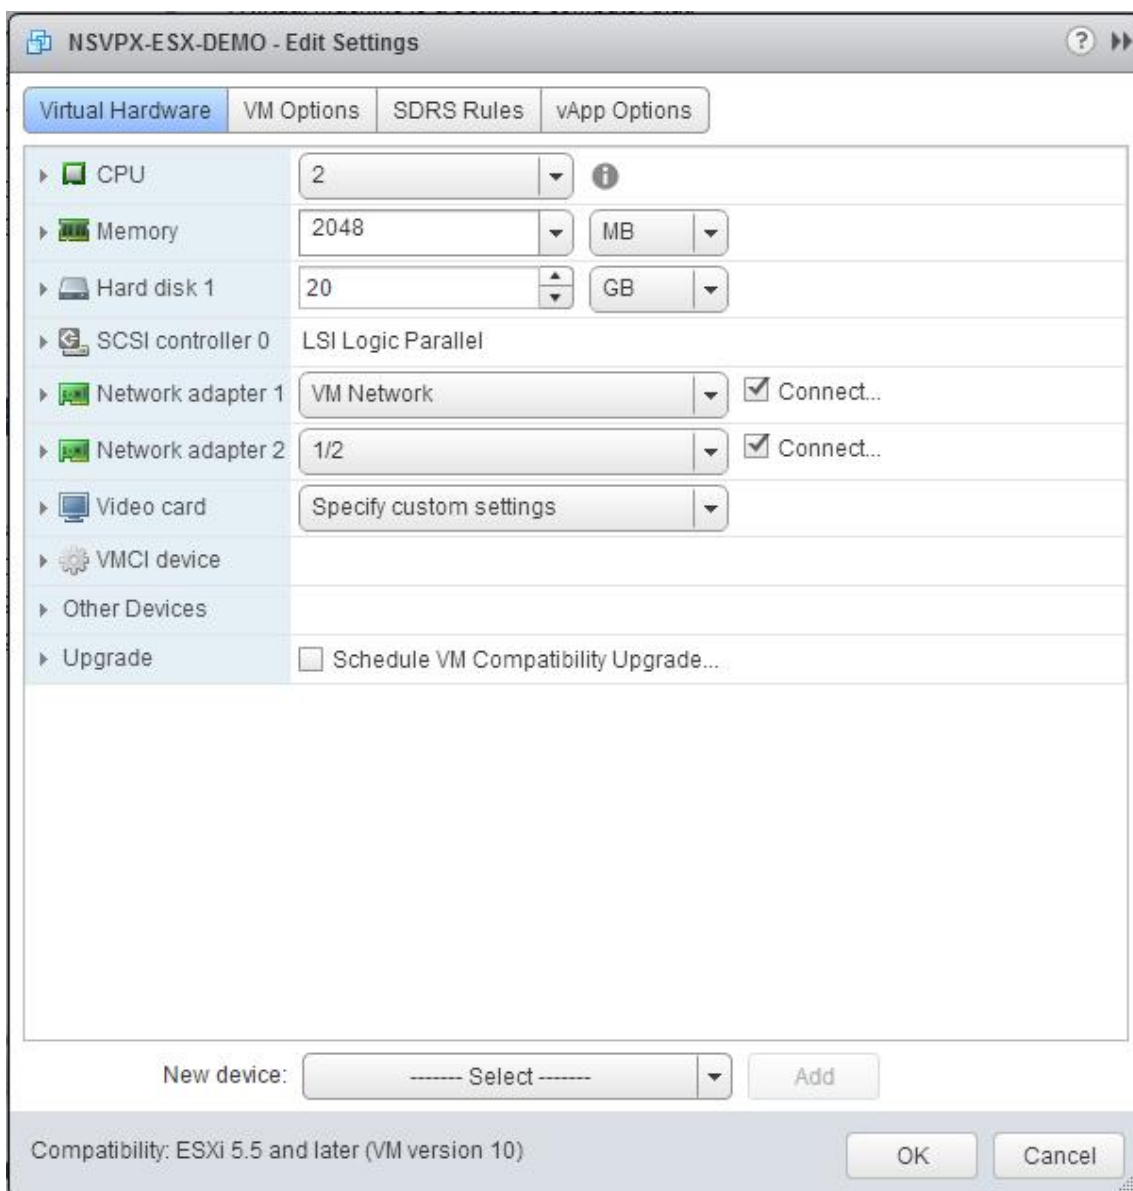 NSVPX-ESX-DEMO - Edit Settings ?
Virtual Hardware VM Options SDRS Rules vApp Options
CPU 2
Memory 2048 MB
Hard disk 1 20 GB
SCSI controller 0 LSI Logic Parallel
Network adapter 1 VM Network Connect...
Network adapter 2 1/2 Connect...
Video card Specify custom settings
VMCI device
Other Devices
Upgrade Schedule VM Compatibility Upgrade...
New device: ------- Select ------- Add
Compatibility: ESXi 5.5 and later (VM version 10) OK Cancel